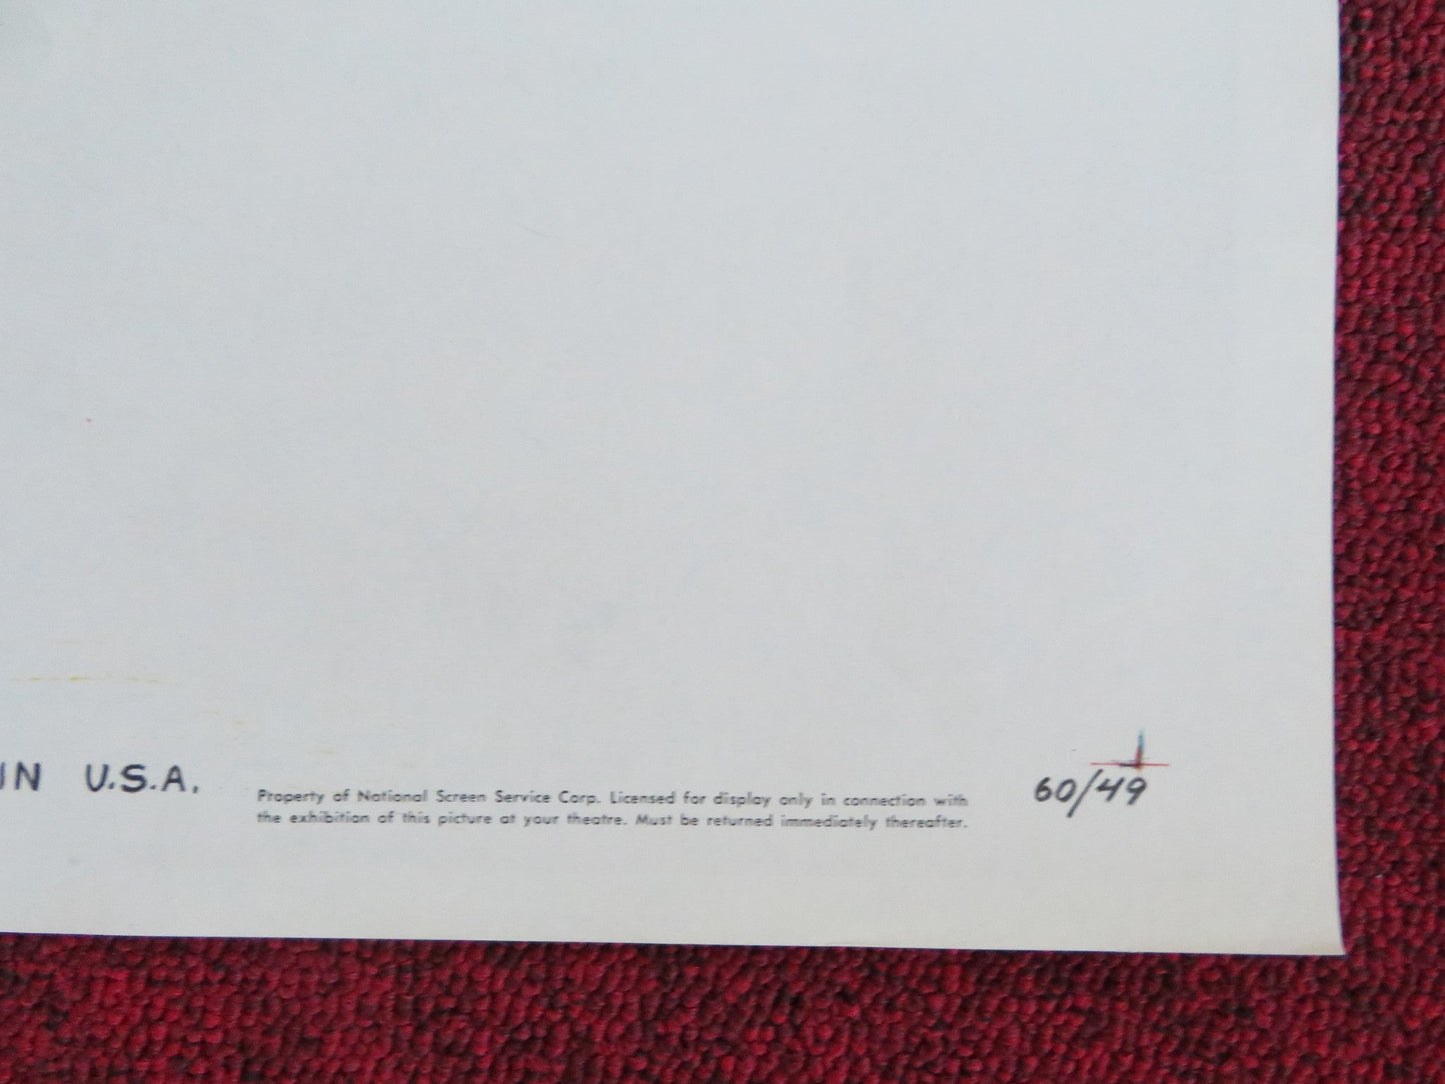 IN U.S.A.
Property of National Screen Service Corp. Licensed for display only in connection with
the exhibition of this picture at your theatre. Must be returned immediately thereafter.
60/49